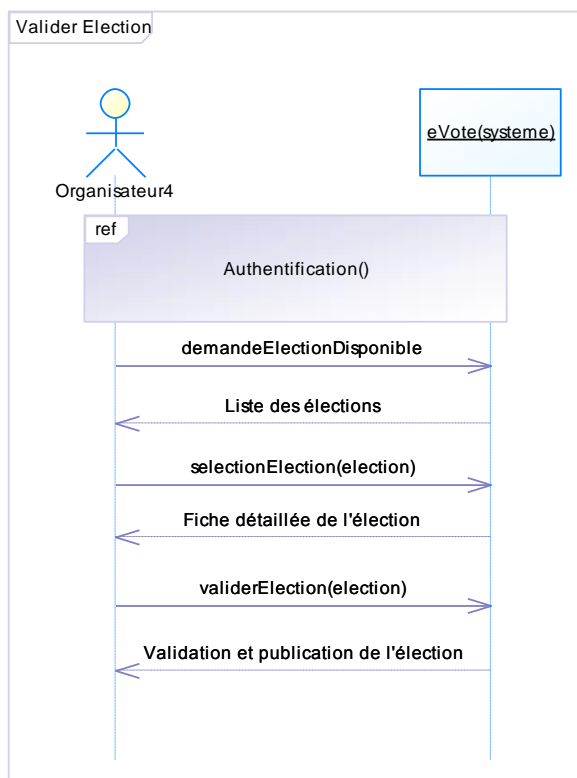 Valider Election
Organisateur4
eVote(systeme)
ref
Authentification()
demandeElectionDisponible
Liste des élections
selectionElection(election)
Fiche détaillée de l'élection
validerElection(election)
Validation et publication de l'élection